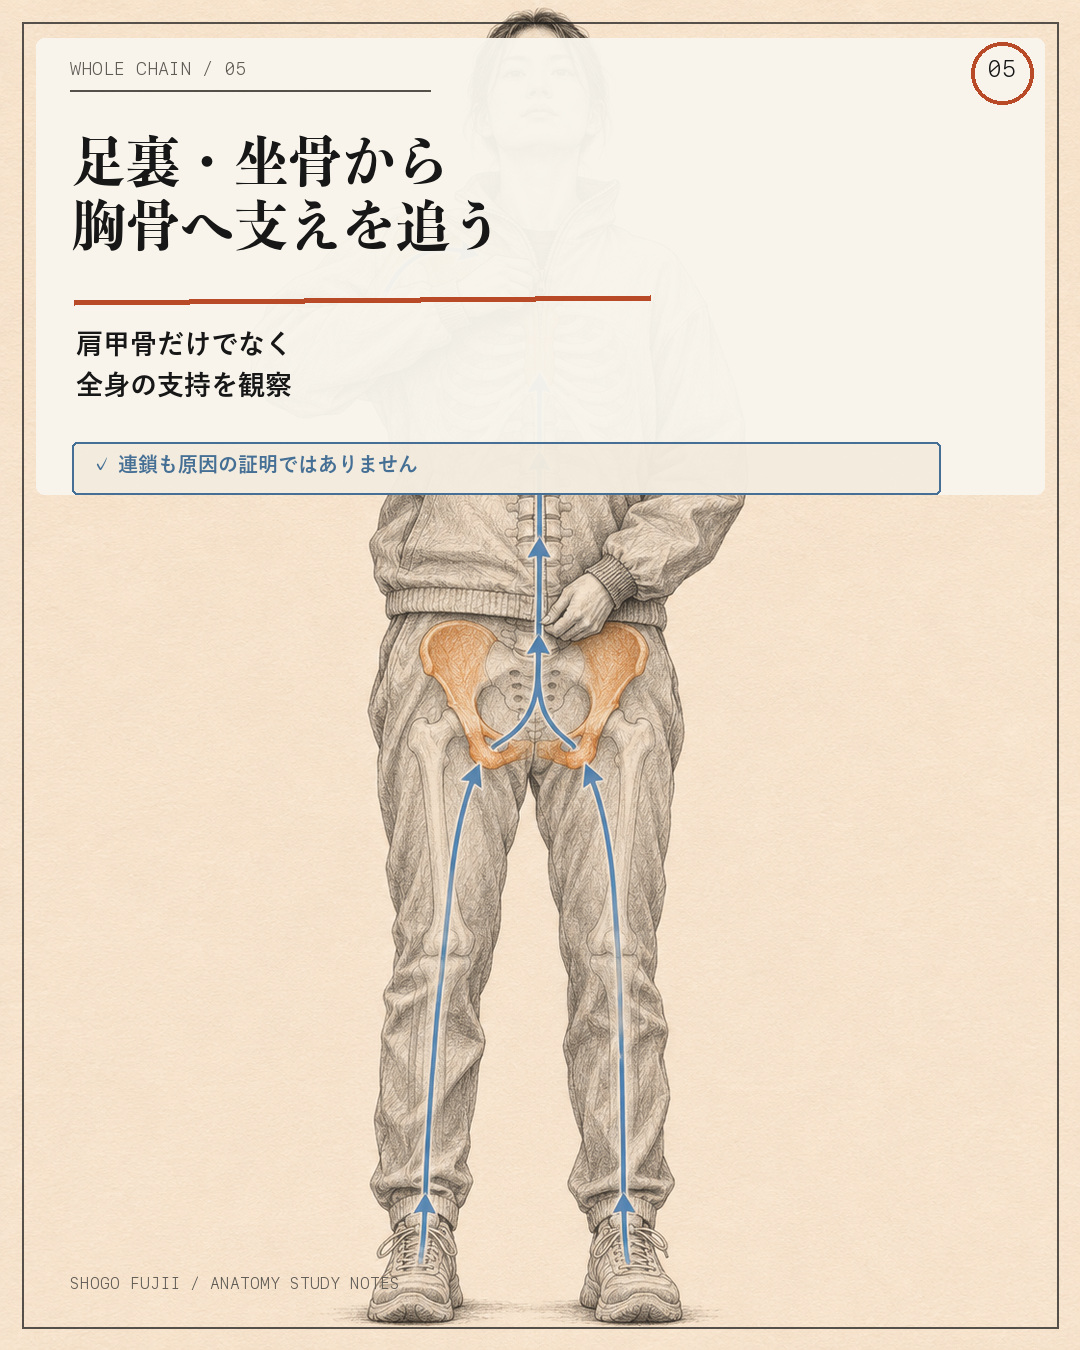 WHOLE CHAIN / 05
05
足裏・坐骨から
胸骨へ支えを追う
肩甲骨だけでなく
全身の支持を観察
✓ 連鎖も原因の証明ではありません
SHOGO FUJII / ANATOMY STUDY NOTES